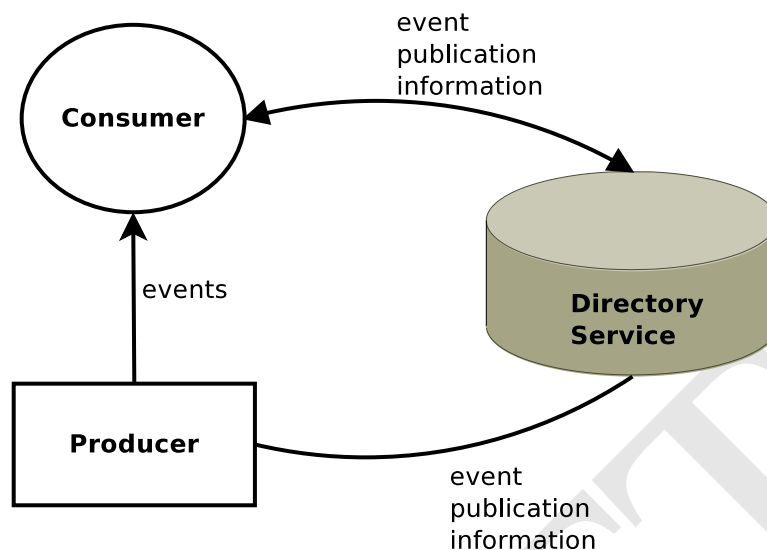 event
publication
information
Consumer
events
Directory
Service
Producer
event
publication
information